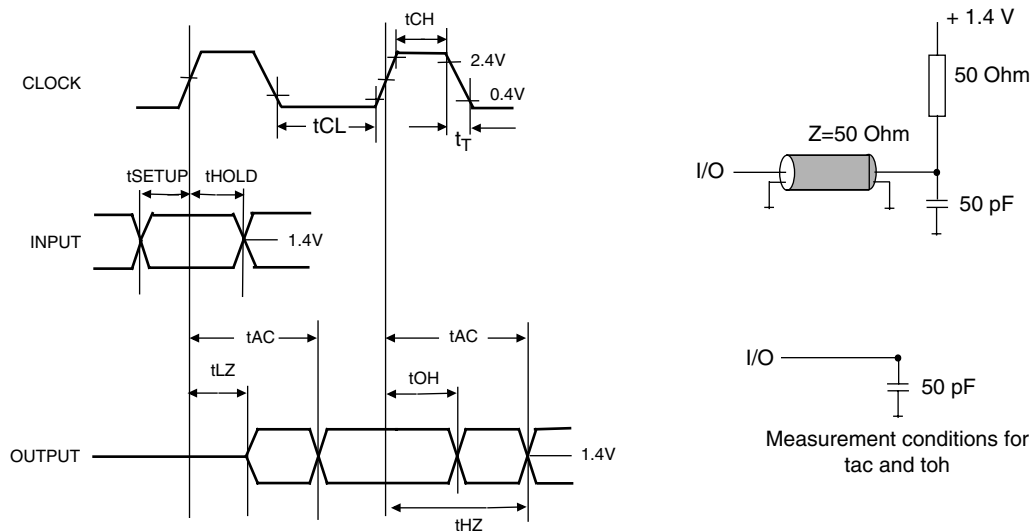 tCH
CLOCK
2.4V
0.4V
tCL
tT
tSETUP
tHOLD
INPUT
1.4V
tAC
tAC
tLZ
tOH
OUTPUT
1.4V
tHZ
+ 1.4 V
50 Ohm
Z=50 Ohm
I/O
50 pF
I/O
50 pF
Measurement conditions for
tac and toh